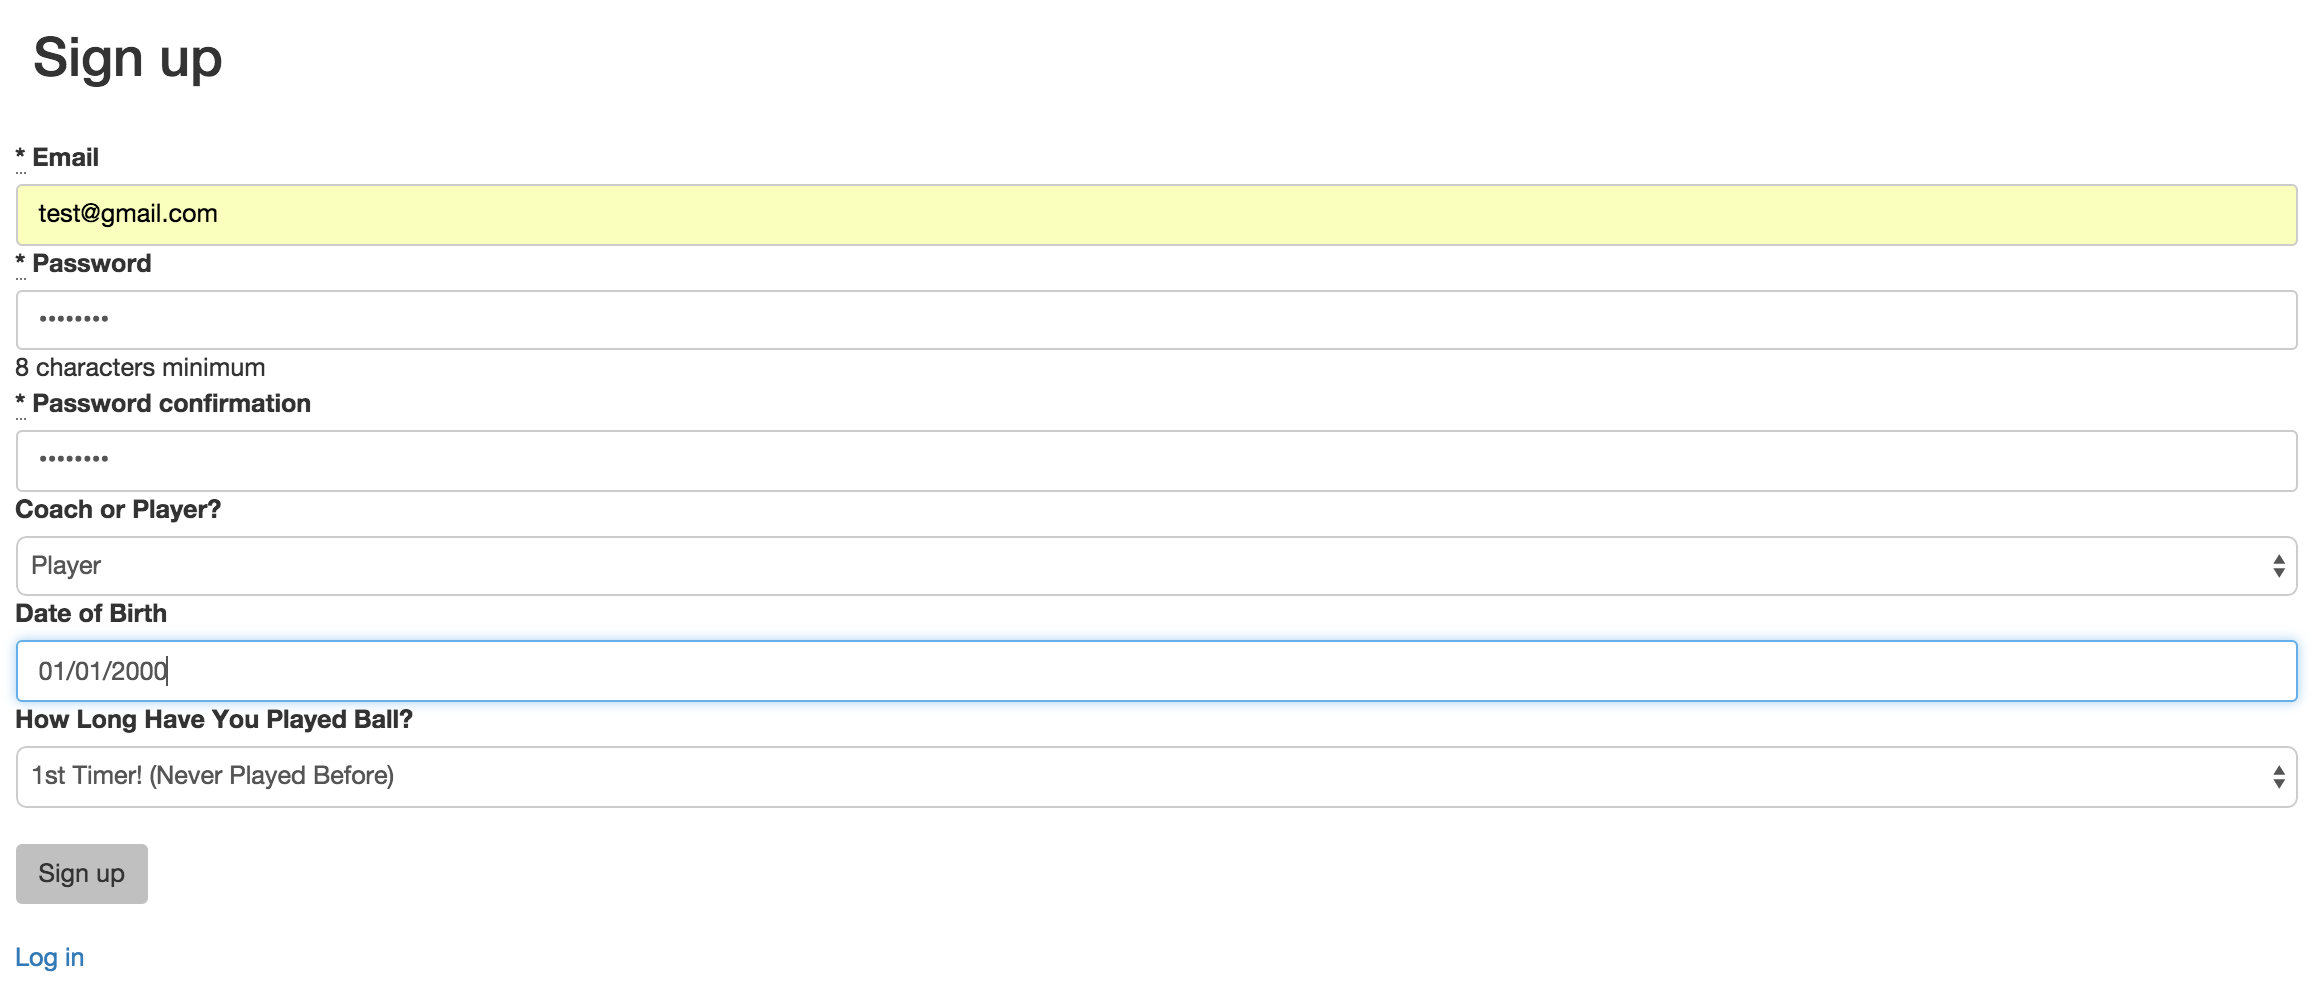 Sign up
* Email
test@gmail.com
* Password
••••••••
8 characters minimum
* Password confirmation
••••••••
Coach or Player?
Player
Date of Birth
01/01/2000
How Long Have You Played Ball?
1st Timer! (Never Played Before)
Sign up
Log in